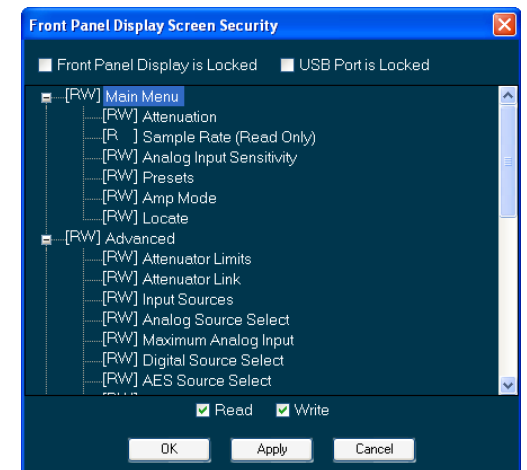 Front Panel Display Screen Security
Front Panel Display is Locked USB Port is Locked
[RW] Main Menu
[RW] Attenuation
[R ] Sample Rate (Read Only)
[RW] Analog Input Sensitivity
[RW] Presets
[RW] Amp Mode
[RW] Locate
[RW] Advanced
[RW] Attenuator Limits
[RW] Attenuator Link
[RW] Input Sources
[RW] Analog Source Select
[RW] Maximum Analog Input
[RW] Digital Source Select
[RW] AES Source Select
Read Write
OK Apply Cancel